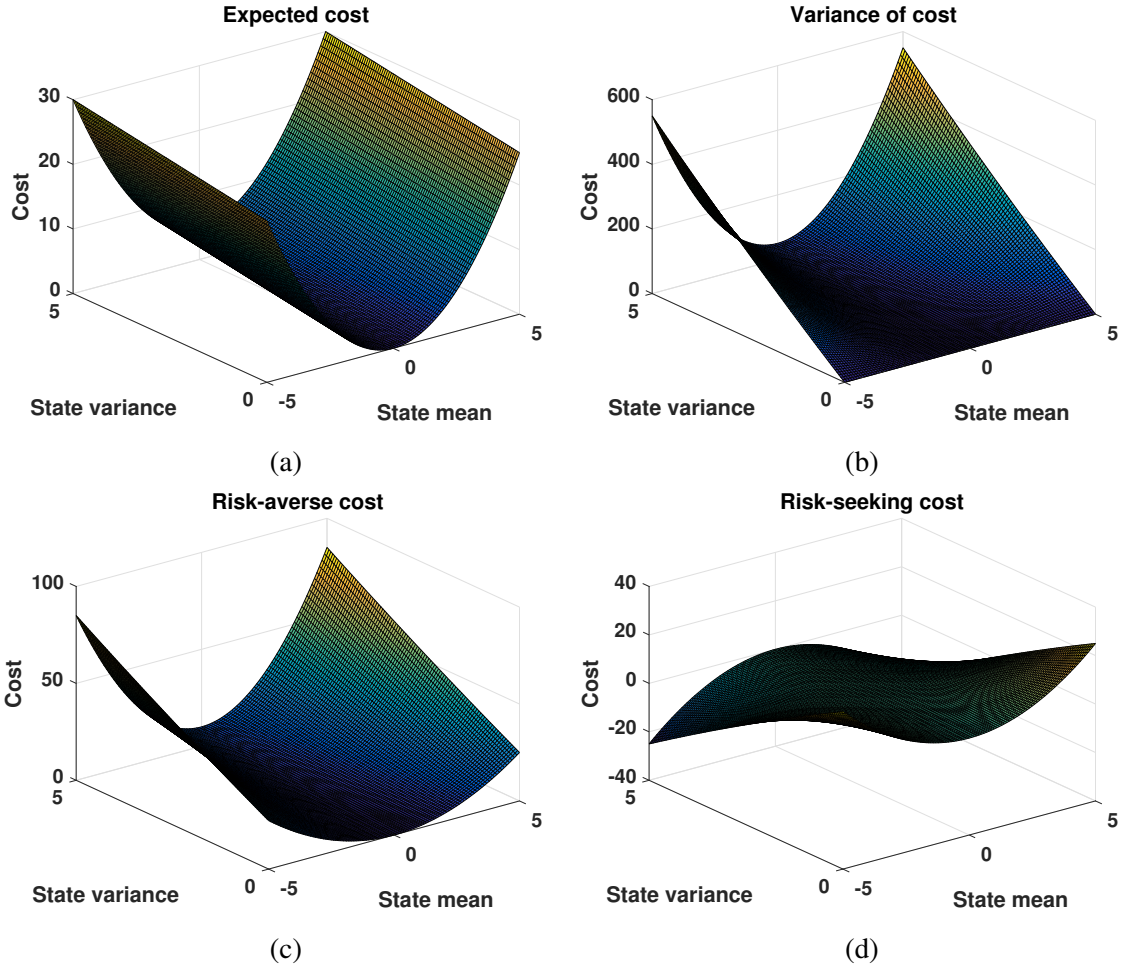 Expected cost
30
20
10
0
Cost
5
State variance
0
-5
0
5
State mean
(a)
Variance of cost
600
400
200
0
Cost
5
State variance
0
-5
0
5
State mean
(b)
Risk-averse cost
100
50
0
Cost
5
State variance
0
-5
0
5
State mean
(c)
Risk-seeking cost
40
20
0
-20
-40
Cost
5
State variance
0
-5
0
5
State mean
(d)